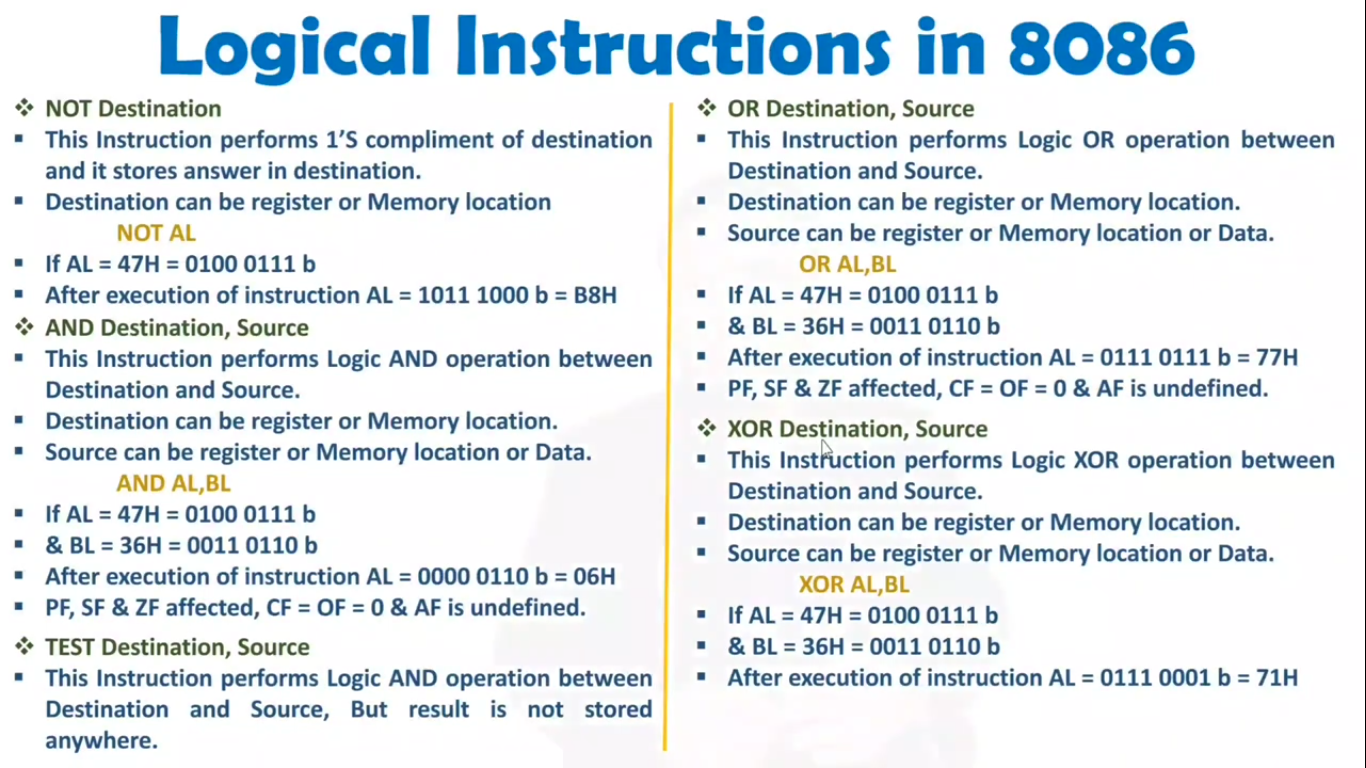 Logical Instructions in 8086
❖ NOT Destination
▪ This Instruction performs 1’S compliment of destination
and it stores answer in destination.
▪ Destination can be register or Memory location
NOT AL
▪ If AL = 47H = 0100 0111 b
▪ After execution of instruction AL = 1011 1000 b = B8H
❖ AND Destination, Source
▪ This Instruction performs Logic AND operation between
Destination and Source.
▪ Destination can be register or Memory location.
▪ Source can be register or Memory location or Data.
AND AL,BL
▪ If AL = 47H = 0100 0111 b
▪ & BL = 36H = 0011 0110 b
▪ After execution of instruction AL = 0000 0110 b = 06H
▪ PF, SF & ZF affected, CF = OF = 0 & AF is undefined.
❖ TEST Destination, Source
▪ This Instruction performs Logic AND operation between
Destination and Source, But result is not stored
anywhere.
❖ OR Destination, Source
▪ This Instruction performs Logic OR operation between
Destination and Source.
▪ Destination can be register or Memory location.
▪ Source can be register or Memory location or Data.
OR AL,BL
▪ If AL = 47H = 0100 0111 b
▪ & BL = 36H = 0011 0110 b
▪ After execution of instruction AL = 0111 0111 b = 77H
▪ PF, SF & ZF affected, CF = OF = 0 & AF is undefined.
❖ XOR Destination, Source
▪ This Instruction performs Logic XOR operation between
Destination and Source.
▪ Destination can be register or Memory location.
▪ Source can be register or Memory location or Data.
XOR AL,BL
▪ If AL = 47H = 0100 0111 b
▪ & BL = 36H = 0011 0110 b
▪ After execution of instruction AL = 0111 0001 b = 71H